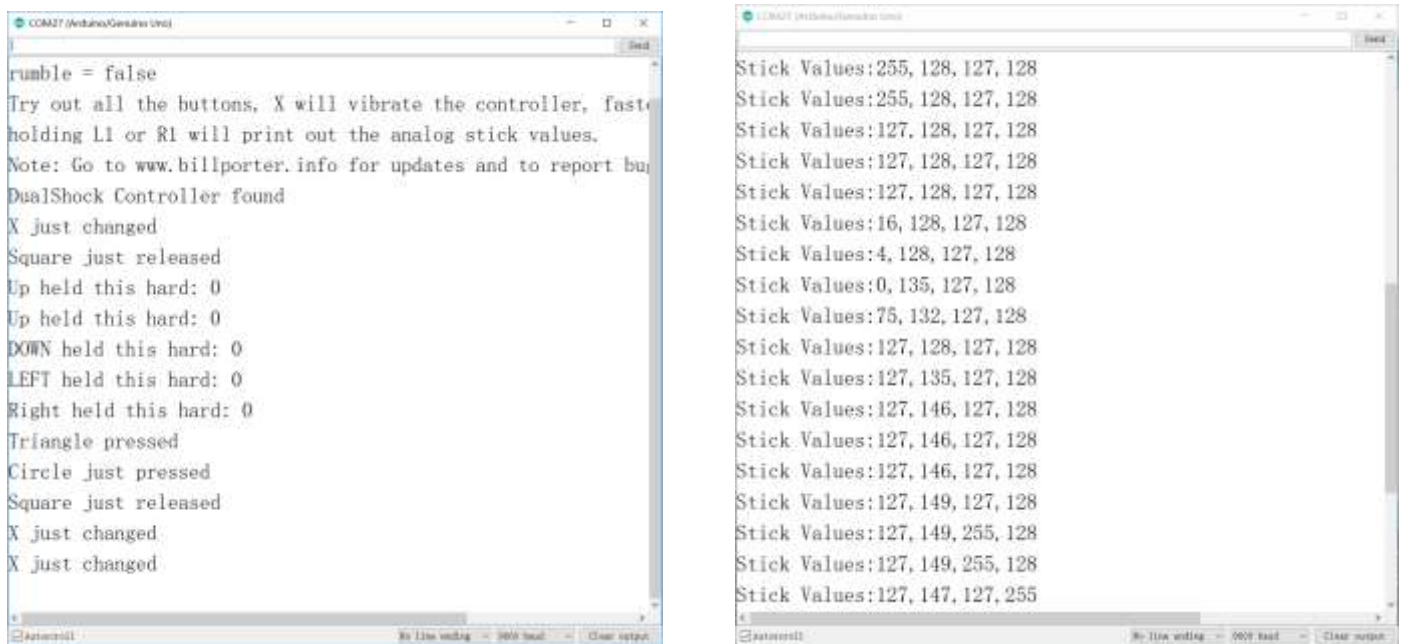 COM27 (Arduino/Genuino Uno)
Send
rumble = false
Try out all the buttons, X will vibrate the controller, faste
holding L1 or R1 will print out the analog stick values.
Note: Go to www.billporter.info for updates and to report bu
DualShock Controller found
X just changed
Square just released
Up held this hard: 0
Up held this hard: 0
DOWN held this hard: 0
LEFT held this hard: 0
Right held this hard: 0
Triangle pressed
Circle just pressed
Square just released
X just changed
X just changed
Autoscroll
No line ending
9600 baud
Clear output
COM27 (Arduino/Genuino Uno)
Send
Stick Values:255, 128, 127, 128
Stick Values:255, 128, 127, 128
Stick Values:127, 128, 127, 128
Stick Values:127, 128, 127, 128
Stick Values:127, 128, 127, 128
Stick Values:16, 128, 127, 128
Stick Values:4, 128, 127, 128
Stick Values:0, 135, 127, 128
Stick Values:75, 132, 127, 128
Stick Values:127, 128, 127, 128
Stick Values:127, 135, 127, 128
Stick Values:127, 146, 127, 128
Stick Values:127, 146, 127, 128
Stick Values:127, 146, 127, 128
Stick Values:127, 149, 127, 128
Stick Values:127, 149, 255, 128
Stick Values:127, 149, 255, 128
Stick Values:127, 147, 127, 255
Autoscroll
No line ending
9600 baud
Clear output